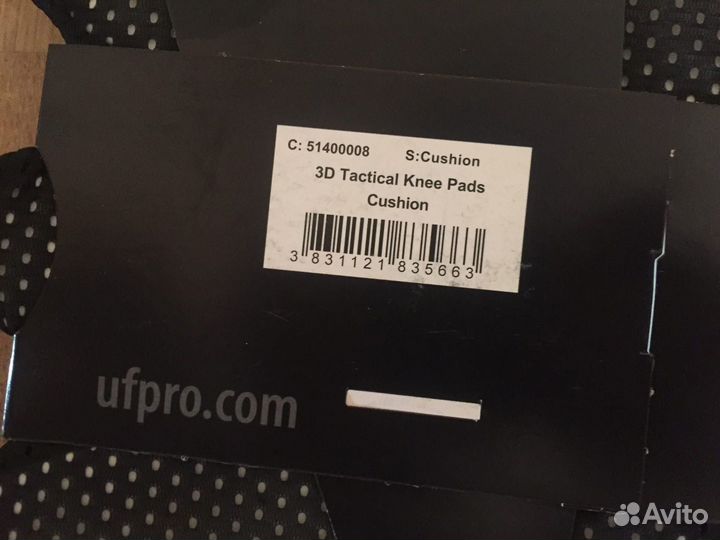 C: 51400008 S:Cushion
3D Tactical Knee Pads
Cushion
3 831121 835663
ufpro.com
Avito